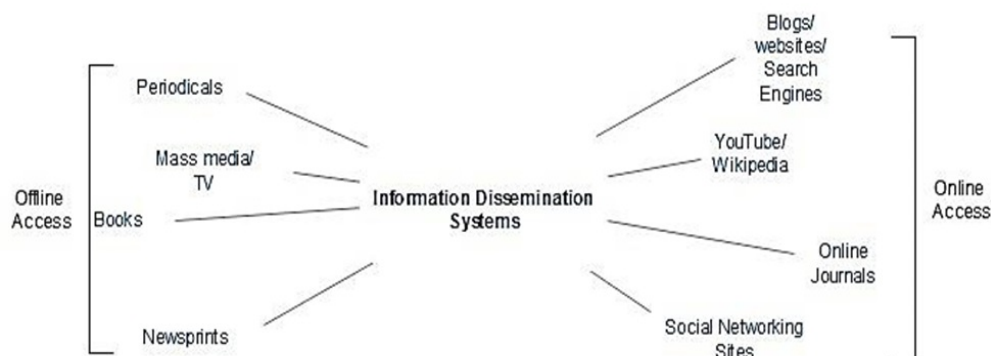 Offline
Access
Periodicals
Mass media/
TV
Books
Newsprints
Information Dissemination
Systems
Blogs/
websites/
Search
Engines
YouTube/
Wikipedia
Online
Journals
Social Networking
Sites
Online
Access